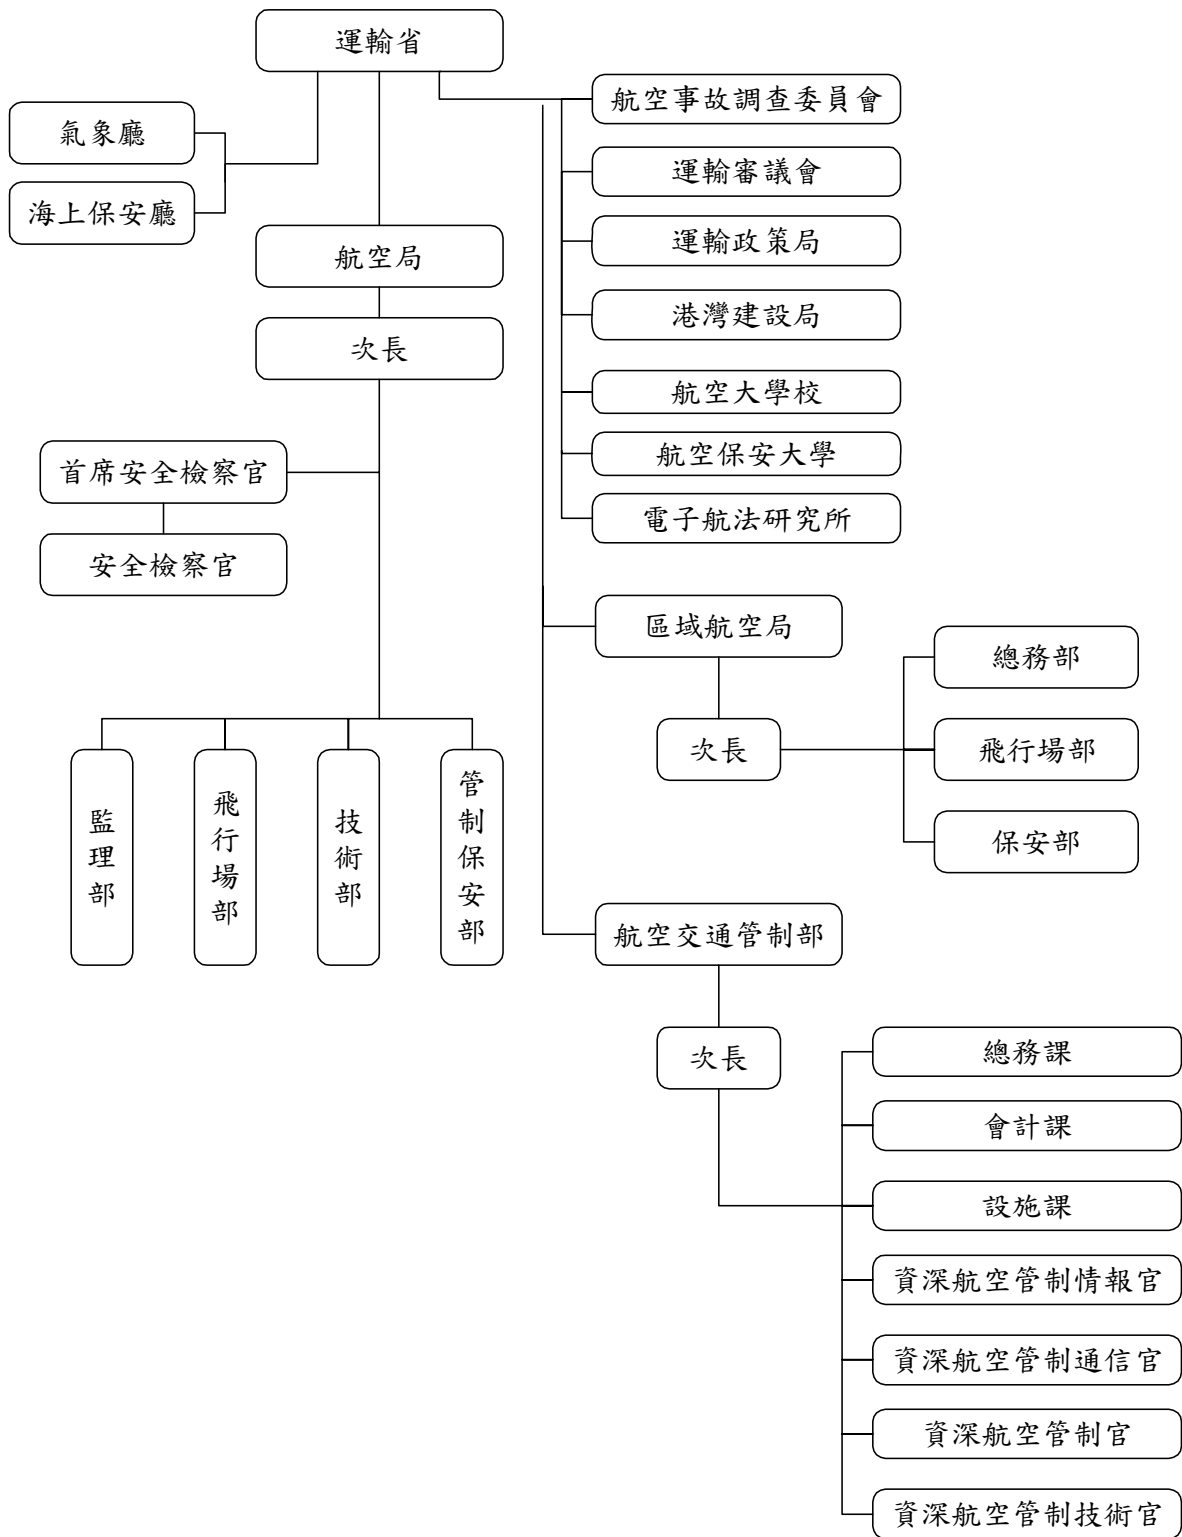 運輸省
氣象廳
海上保安廳
航空局
次長
首席安全檢察官
安全檢察官
監理部
飛行場部
技術部
管制保安部
航空事故調查委員會
運輸審議會
運輸政策局
港灣建設局
航空大學校
航空保安大學
電子航法研究所
區域航空局
次長
總務部
飛行場部
保安部
航空交通管制部
次長
總務課
會計課
設施課
資深航空管制情報官
資深航空管制通信官
資深航空管制官
資深航空管制技術官